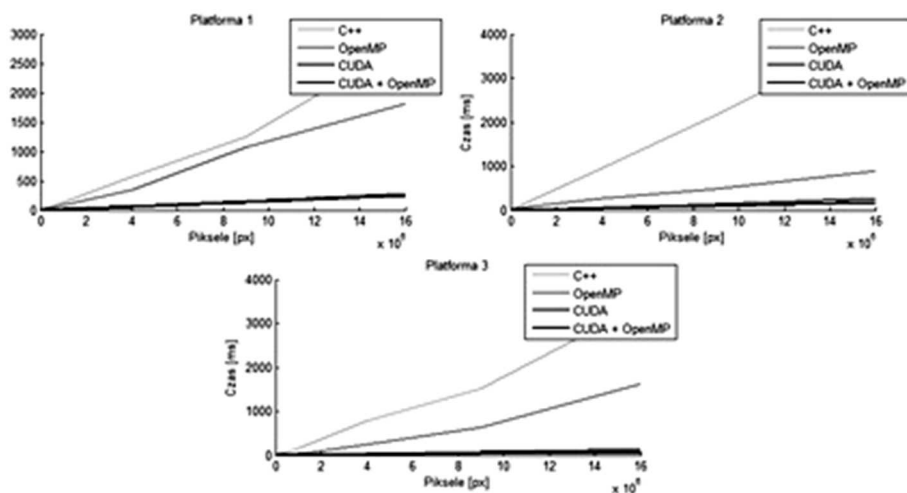 Platforma 1
3000
2500
2000
1500
1000
500
0
C++
OpenMP
CUDA
CUDA + OpenMP
0 2 4 6 8 10 12 14 16
Piksele [px]
x 10⁶
Platforma 2
Czas [ms]
4000
3000
2000
1000
0
C++
OpenMP
CUDA
CUDA + OpenMP
0 2 4 6 8 10 12 14 16
Piksele [px]
x 10⁶
Platforma 3
Czas [ms]
4000
3000
2000
1000
0
C++
OpenMP
CUDA
CUDA + OpenMP
0 2 4 6 8 10 12 14 16
Piksele [px]
x 10⁶